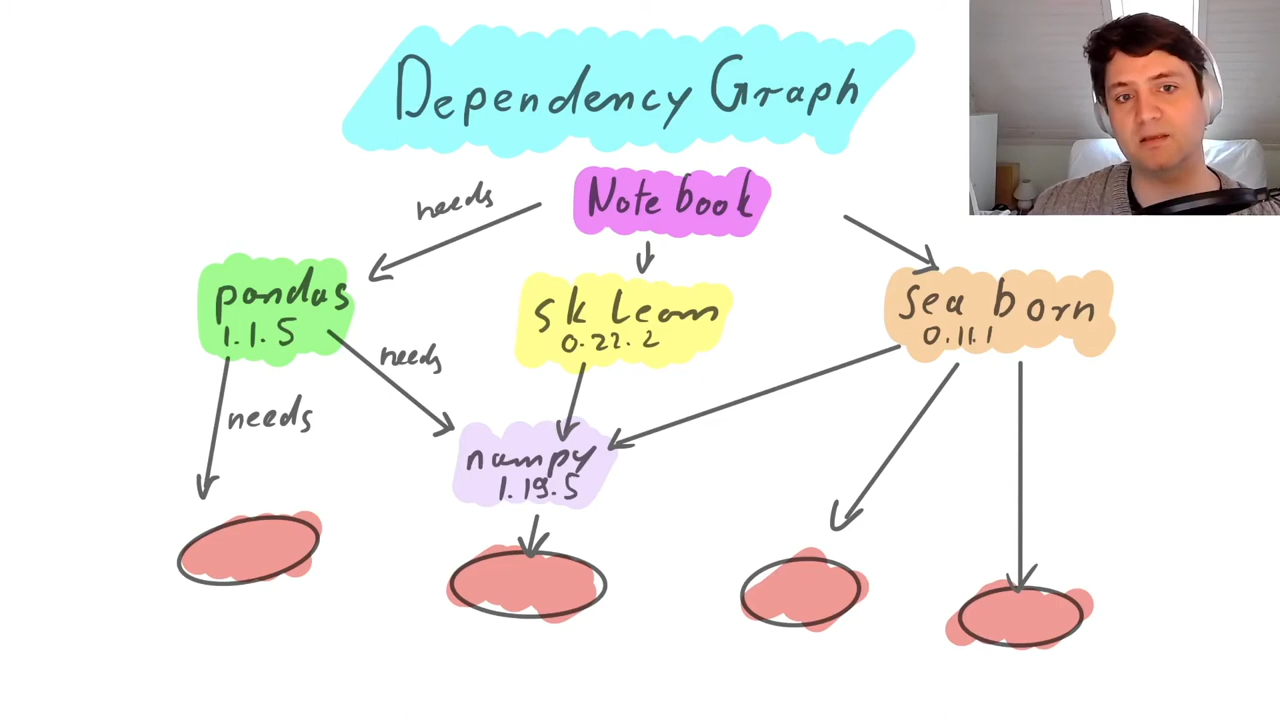 Dependency Graph
needs
Notebook
pandas
1.1.5
sk learn
0.22.2
sea born
0.11.1
needs
needs
numpy
1.19.5